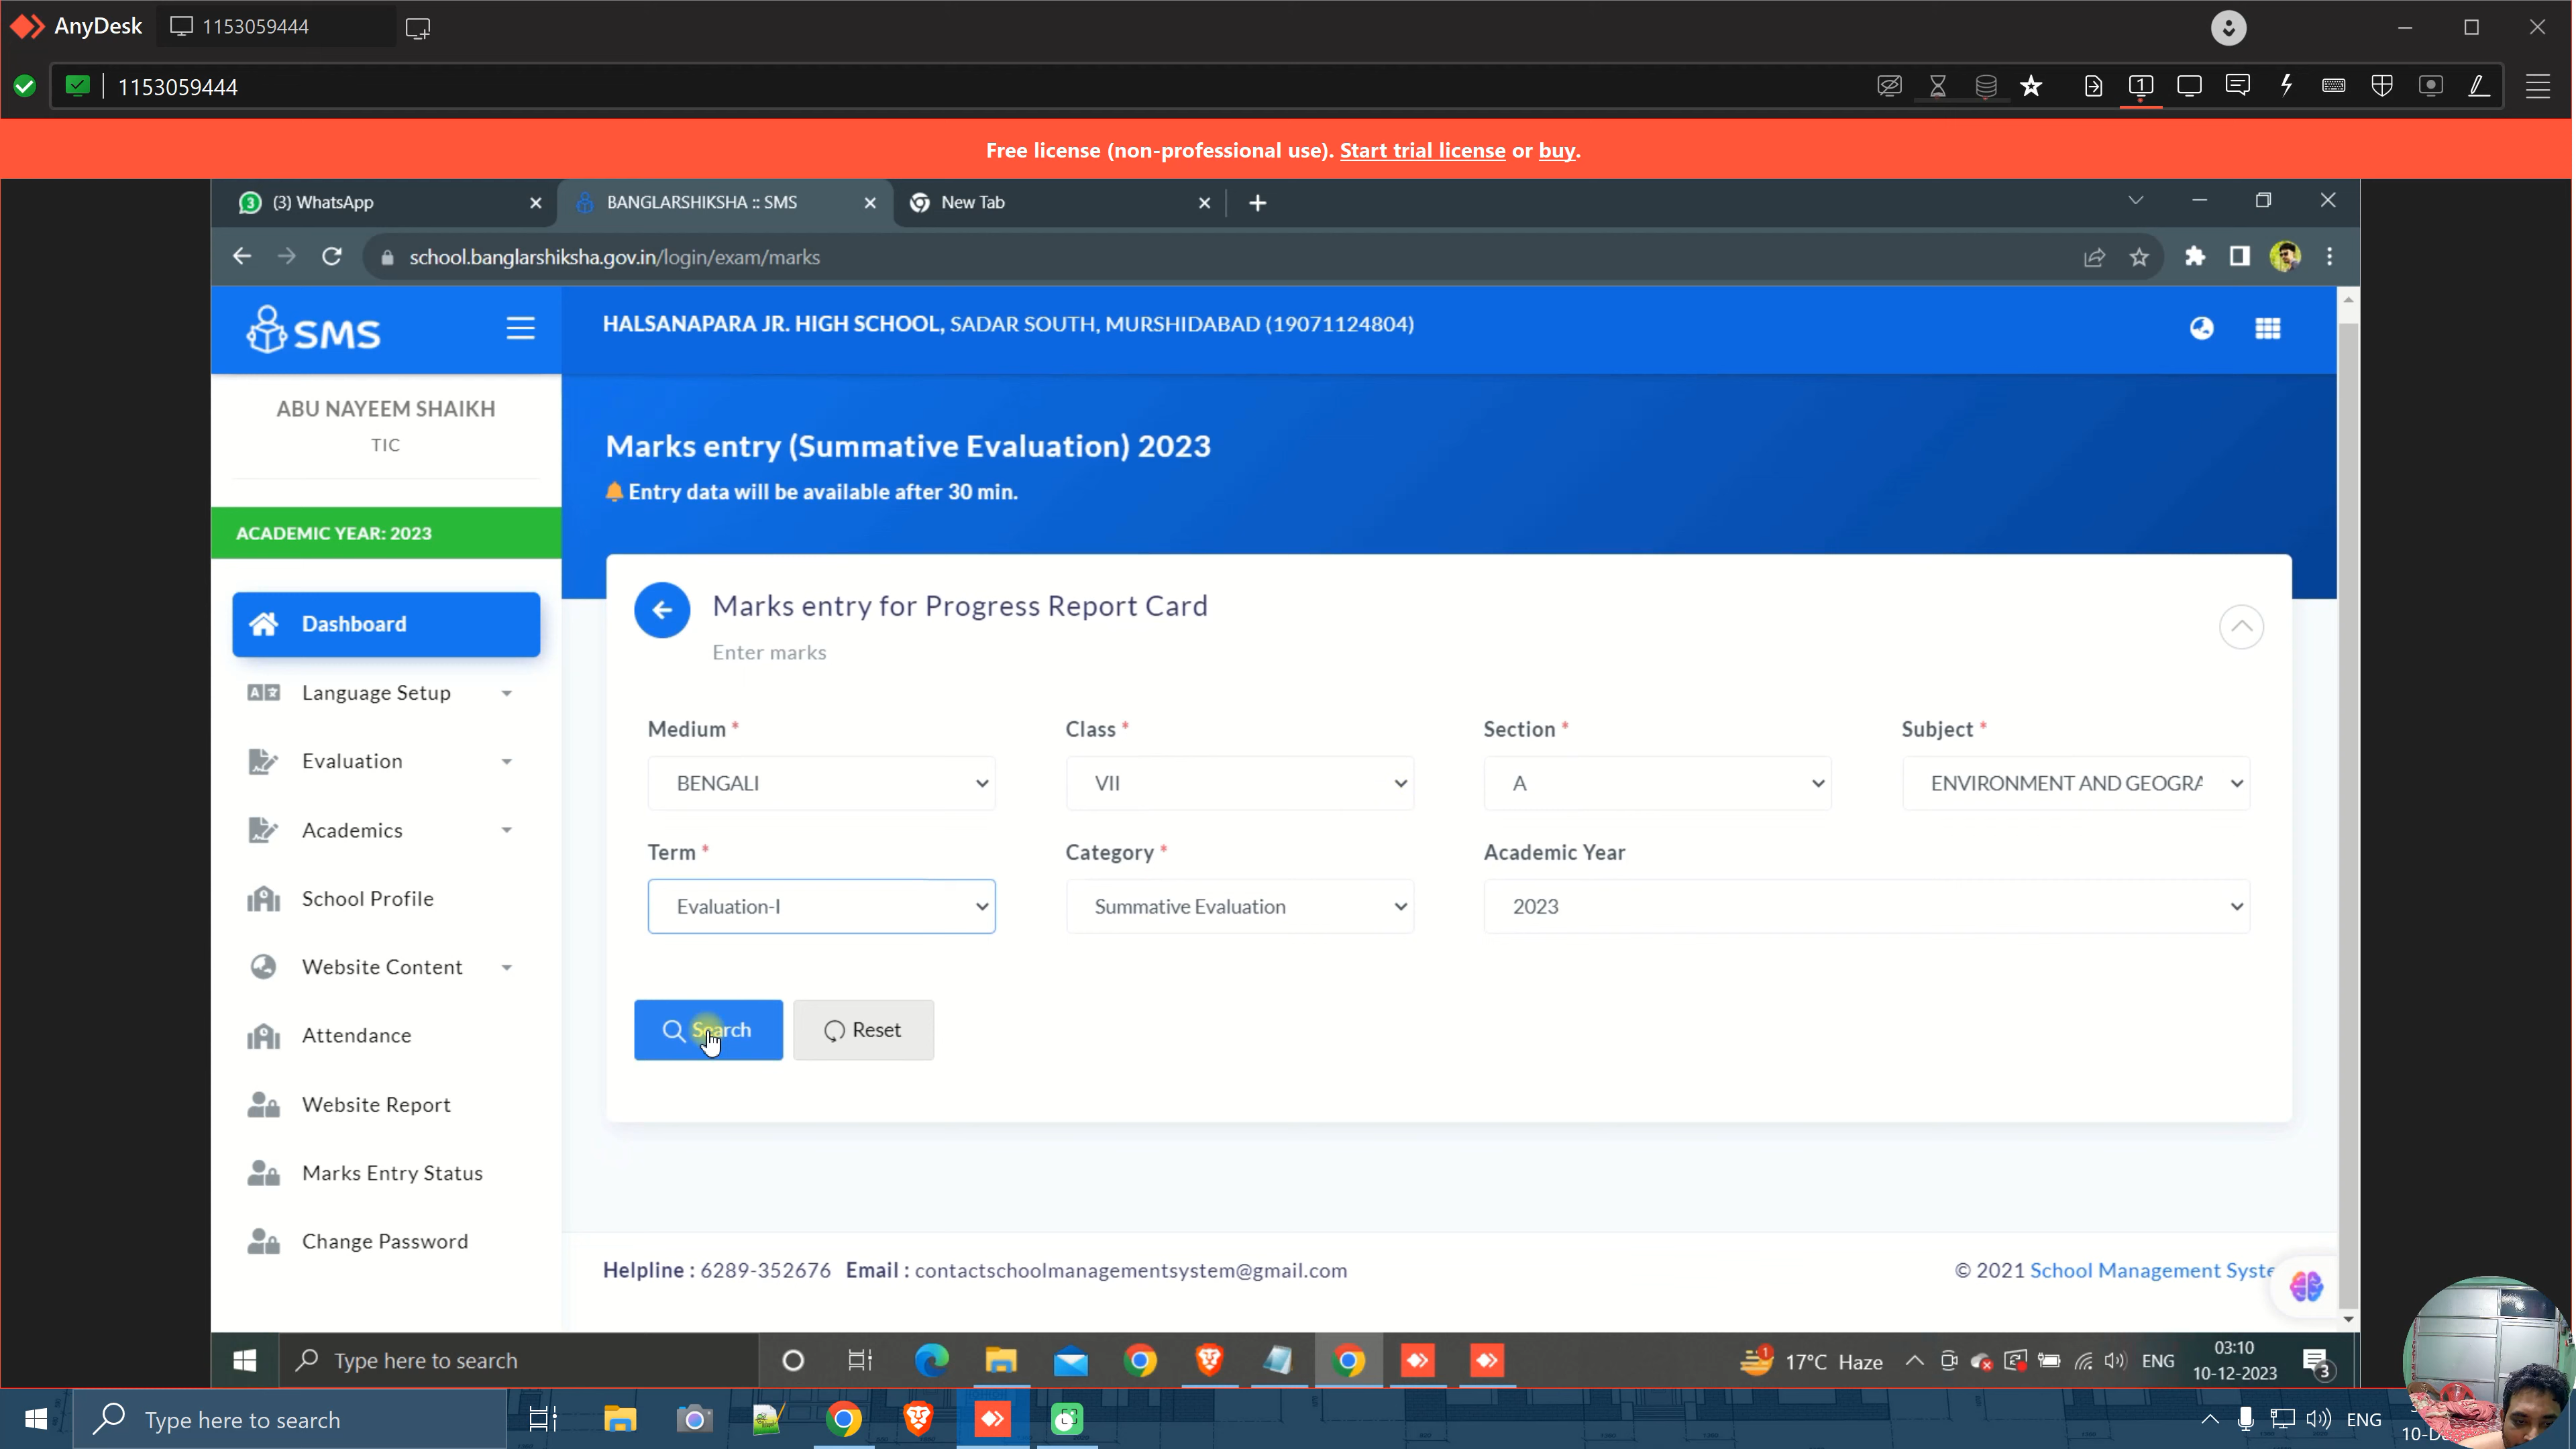 AnyDesk
1153059444
1153059444
Free license (non-professional use). Start trial license or buy.
(3) WhatsApp
BANGLARSHIKSHA :: SMS
New Tab
school.banglarshiksha.gov.in/login/exam/marks
SMS
HALSANAPARA JR. HIGH SCHOOL, SADAR SOUTH, MURSHIDABAD (19071124804)
ABU NAYEEM SHAIKH
TIC
ACADEMIC YEAR: 2023
Dashboard
Language Setup
Evaluation
Academics
School Profile
Website Content
Attendance
Website Report
Marks Entry Status
Change Password
Marks entry (Summative Evaluation) 2023
Entry data will be available after 30 min.
Marks entry for Progress Report Card
Enter marks
Medium * Class * Section * Subject *
BENGALI VII A ENVIRONMENT AND GEOGRA
Term * Category * Academic Year
Evaluation-I Summative Evaluation 2023
Search Reset
Helpline : 6289-352676 Email : contactschoolmanagementsystem@gmail.com
© 2021 School Management Syste
Type here to search
17°C Haze
ENG
03:10
10-12-2023
3
Type here to search
ENG